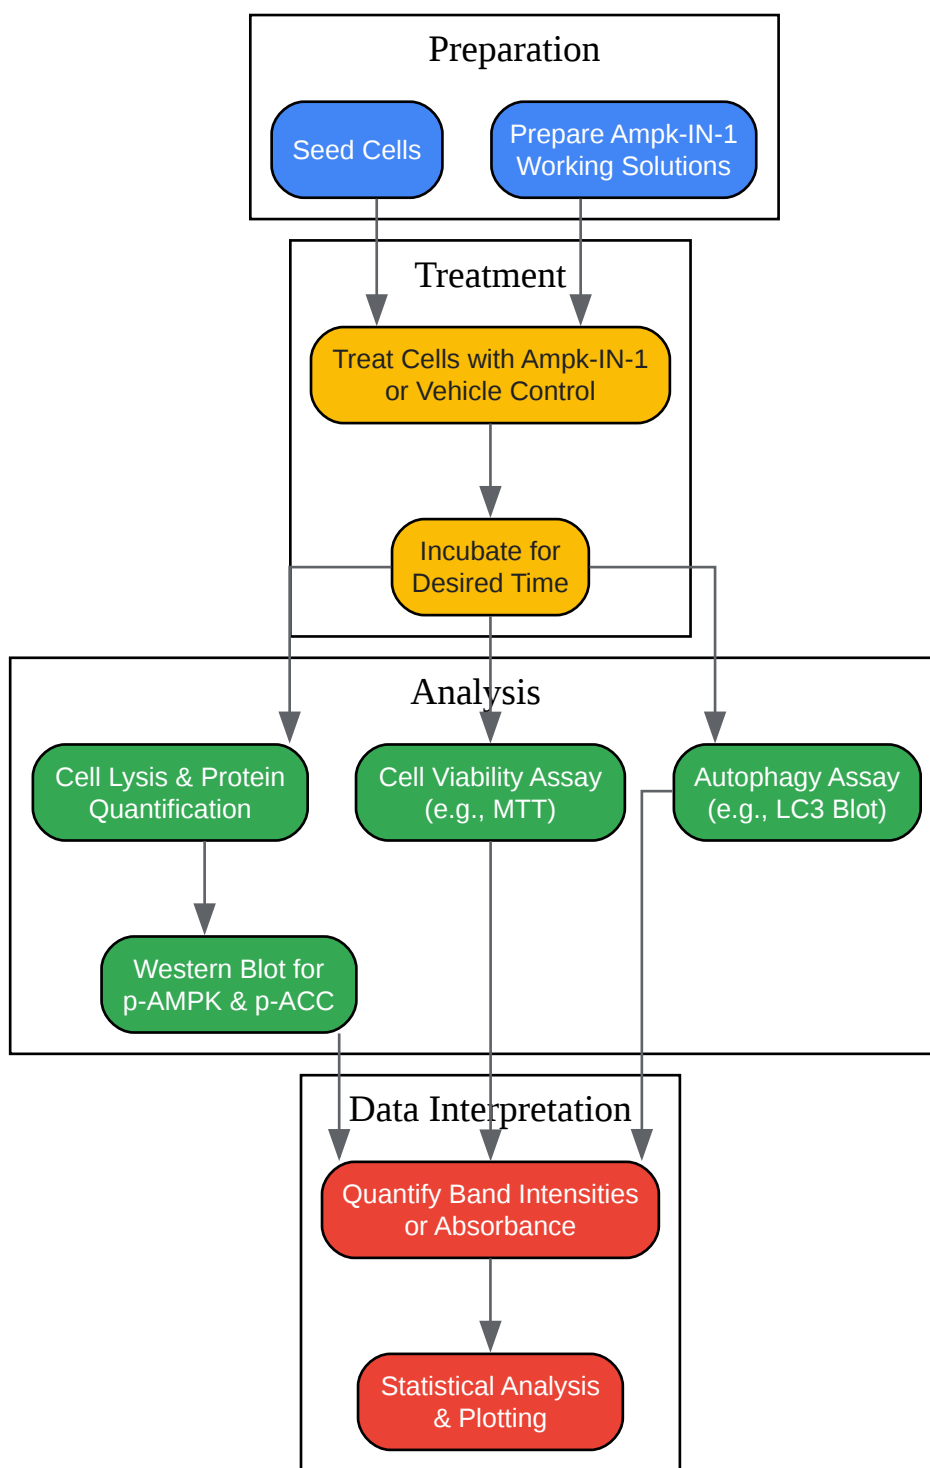 Preparation
Seed Cells
Prepare Ampk-IN-1
Working Solutions
Treatment
Treat Cells with Ampk-IN-1
or Vehicle Control
Incubate for
Desired Time
Analysis
Cell Lysis & Protein
Quantification
Cell Viability Assay
(e.g., MTT)
Autophagy Assay
(e.g., LC3 Blot)
Western Blot for
p-AMPK & p-ACC
Data Interpretation
Quantify Band Intensities
or Absorbance
Statistical Analysis
& Plotting